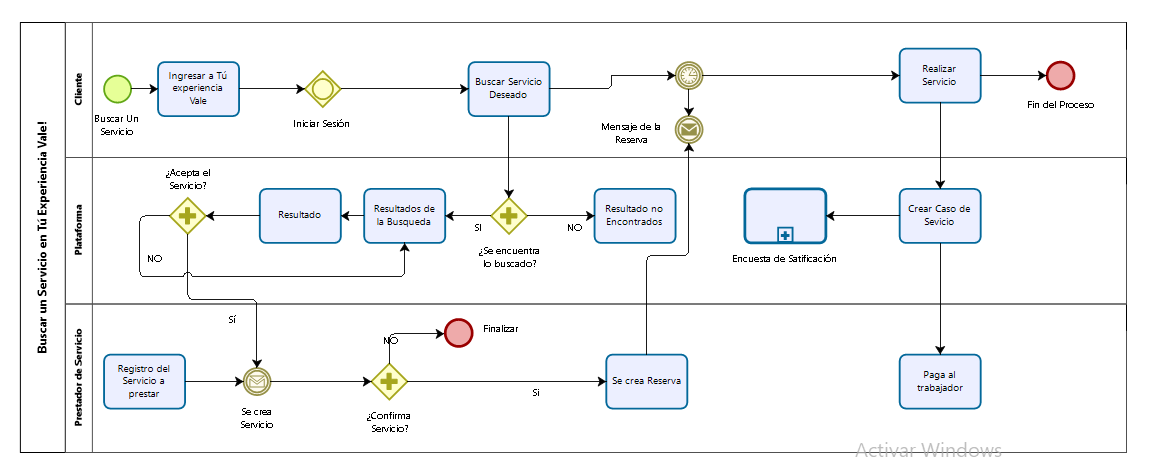 Buscar un Servicio en Tú Experiencia Vale!
Cliente
Buscar Un
Servicio
Ingresar a Tú
experiencia
Vale
Iniciar Sesión
Buscar Servicio
Deseado
Mensaje de la
Reserva
Realizar
Servicio
Fin del Proceso
Plataforma
¿Acepta el
Servicio?
NO
Sí
Resultado
Resultados de
la Busqueda
SI
¿Se encuentra
lo buscado?
NO
Resultado no
Encontrados
Encuesta de Satificación
Crear Caso de
Sevicio
Prestador de Servicio
Registro del
Servicio a
prestar
Se crea
Servicio
NO
Finalizar
¿Confirma
Servicio?
Si
Se crea Reserva
Paga al
trabajador
Activar Windows